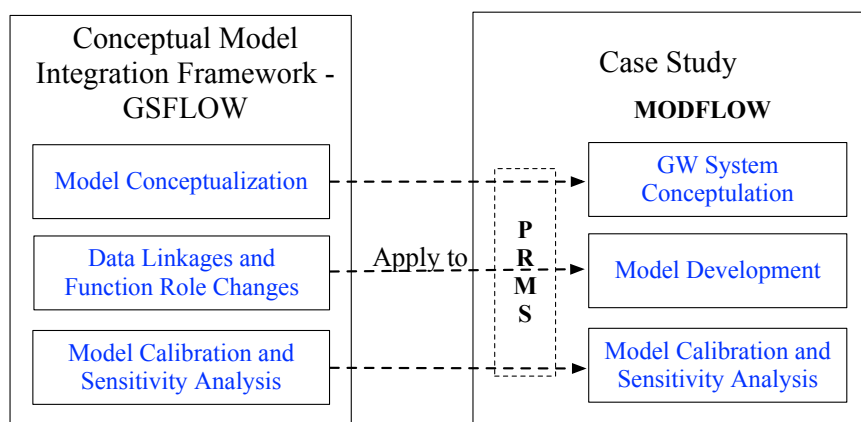 Conceptual Model
Integration Framework -
GSFLOW
Model Conceptualization
Data Linkages and
Function Role Changes
Model Calibration and
Sensitivity Analysis
Apply to
P
R
M
S
Case Study
MODFLOW
GW System
Conceptulation
Model Development
Model Calibration and
Sensitivity Analysis